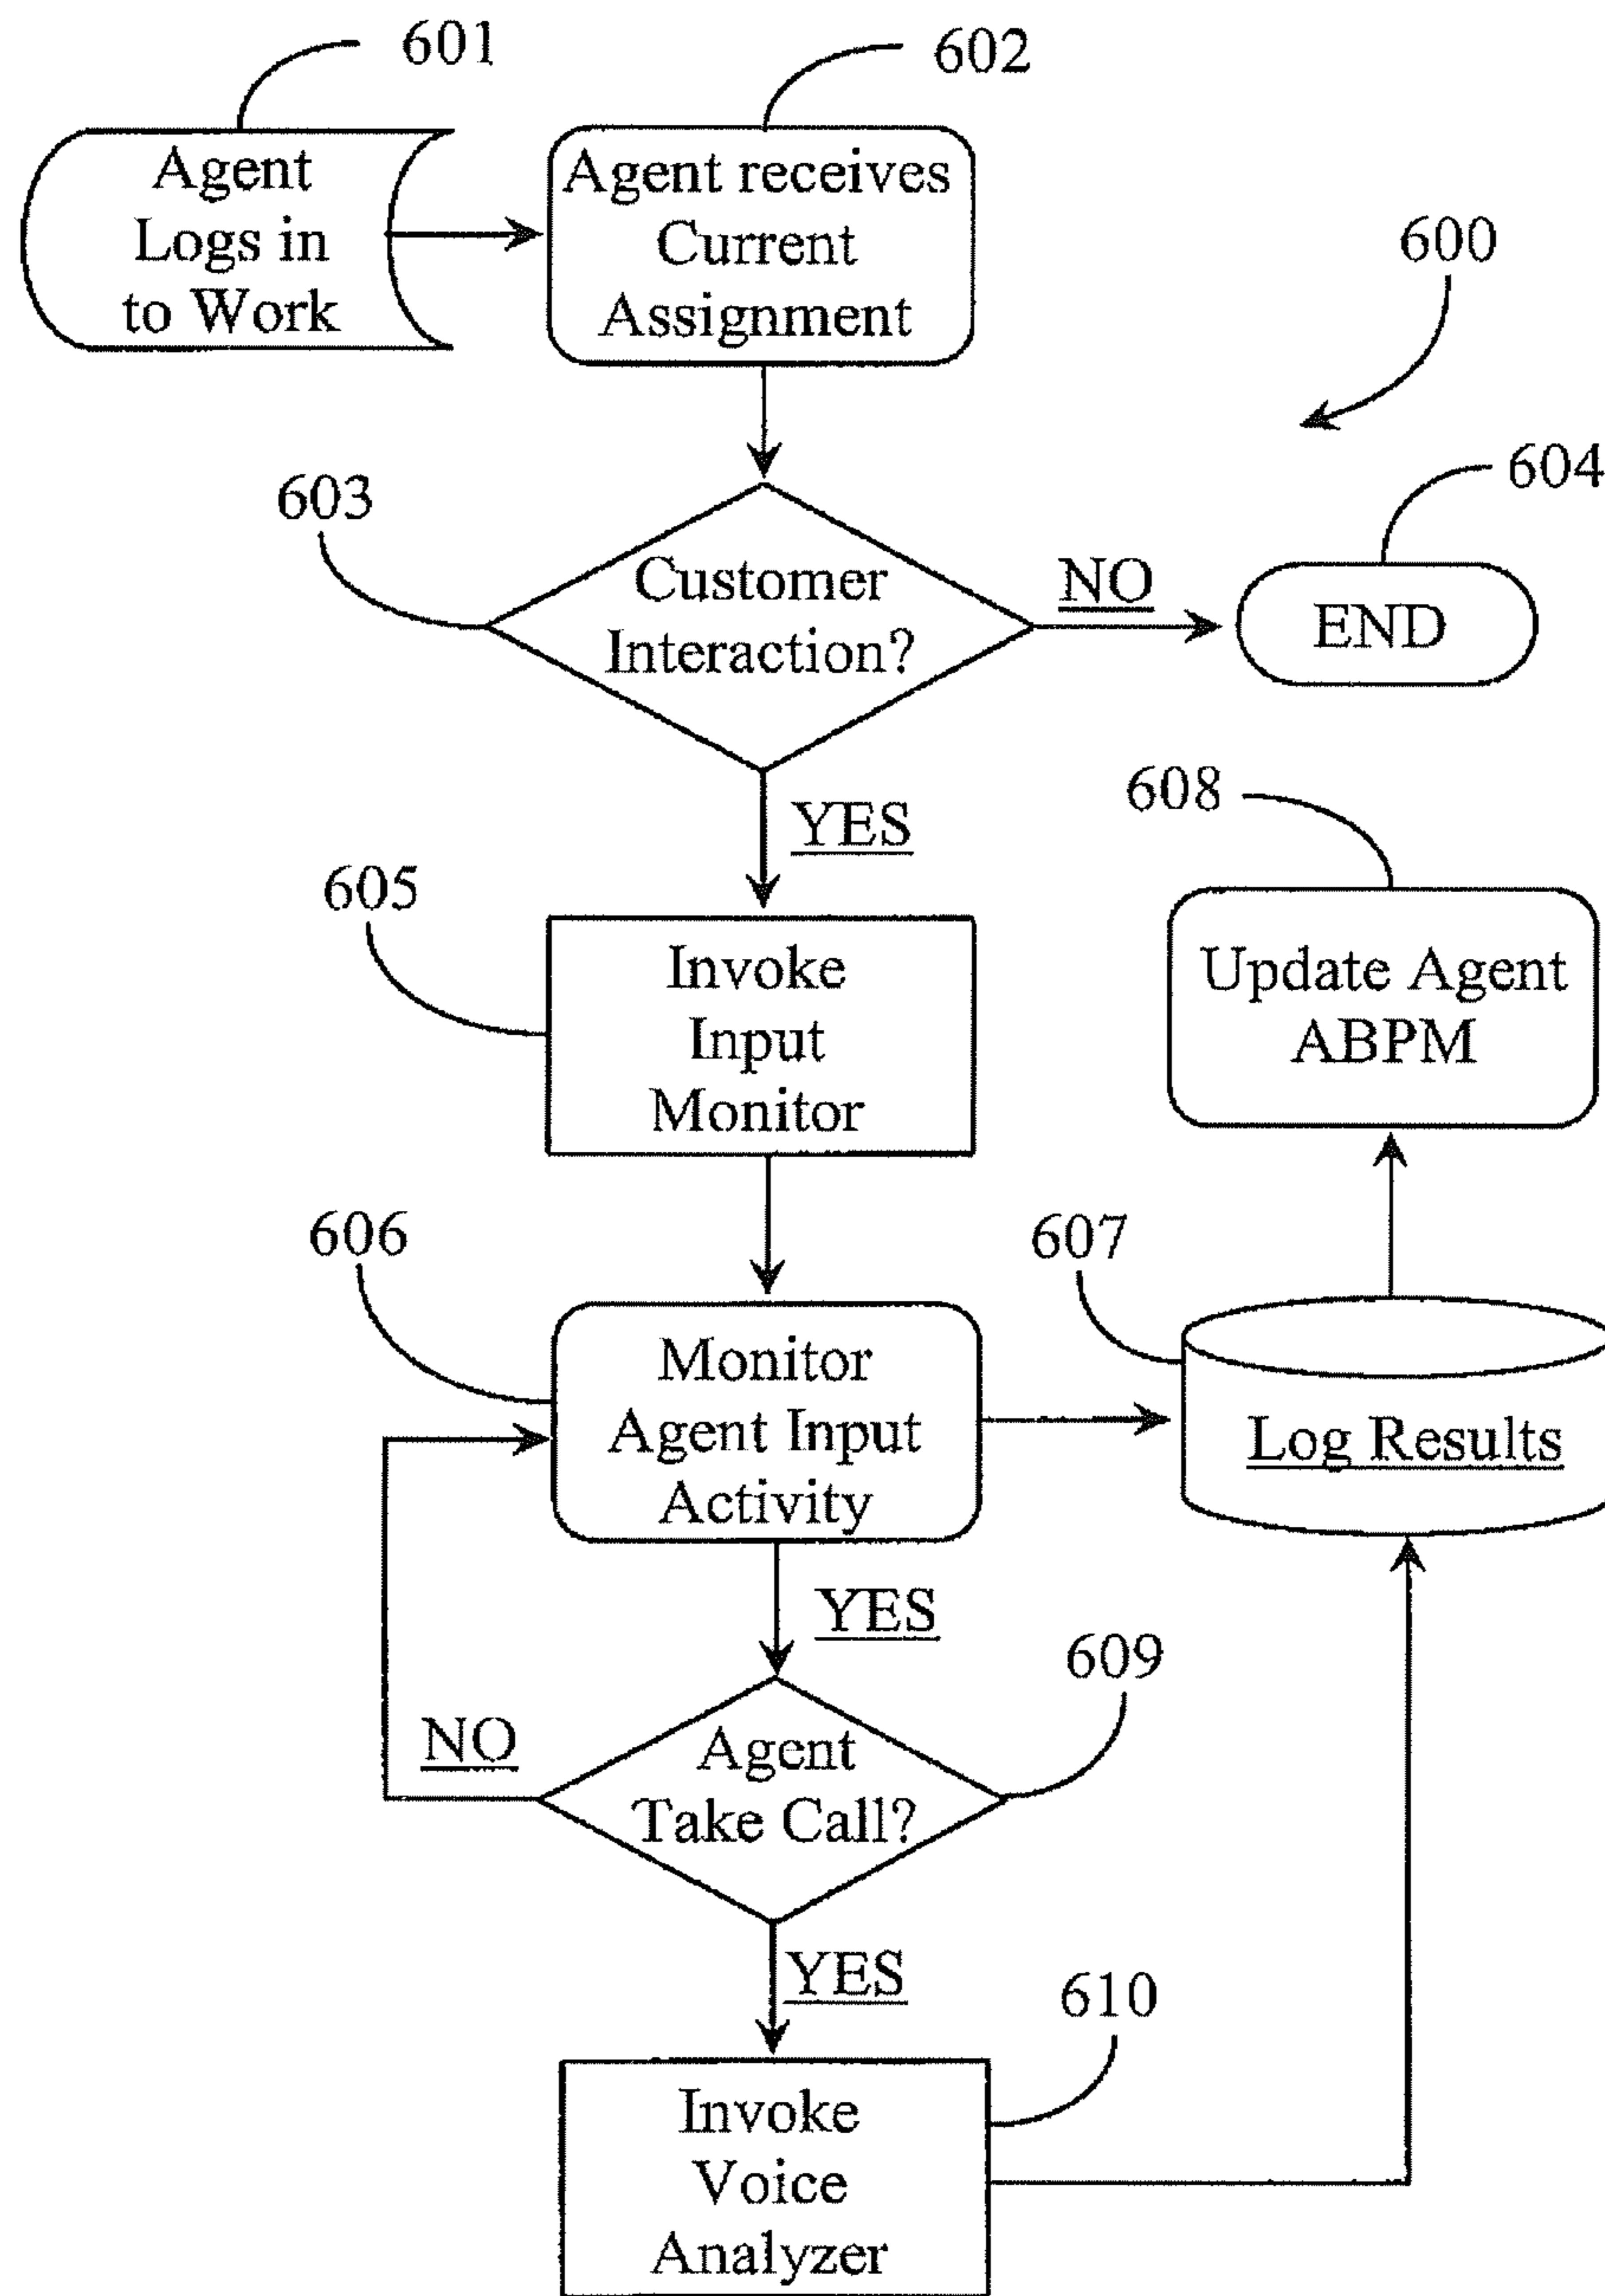 601
602
Agent
Logs in
to Work
Agent receives
Current
Assignment
600
603
604
Customer
Interaction?
NO
END
YES
608
605
Invoke
Input
Monitor
Update Agent
ABPM
606
607
Monitor
Agent Input
Activity
Log Results
YES
609
NO
Agent
Take Call?
YES
610
Invoke
Voice
Analyzer